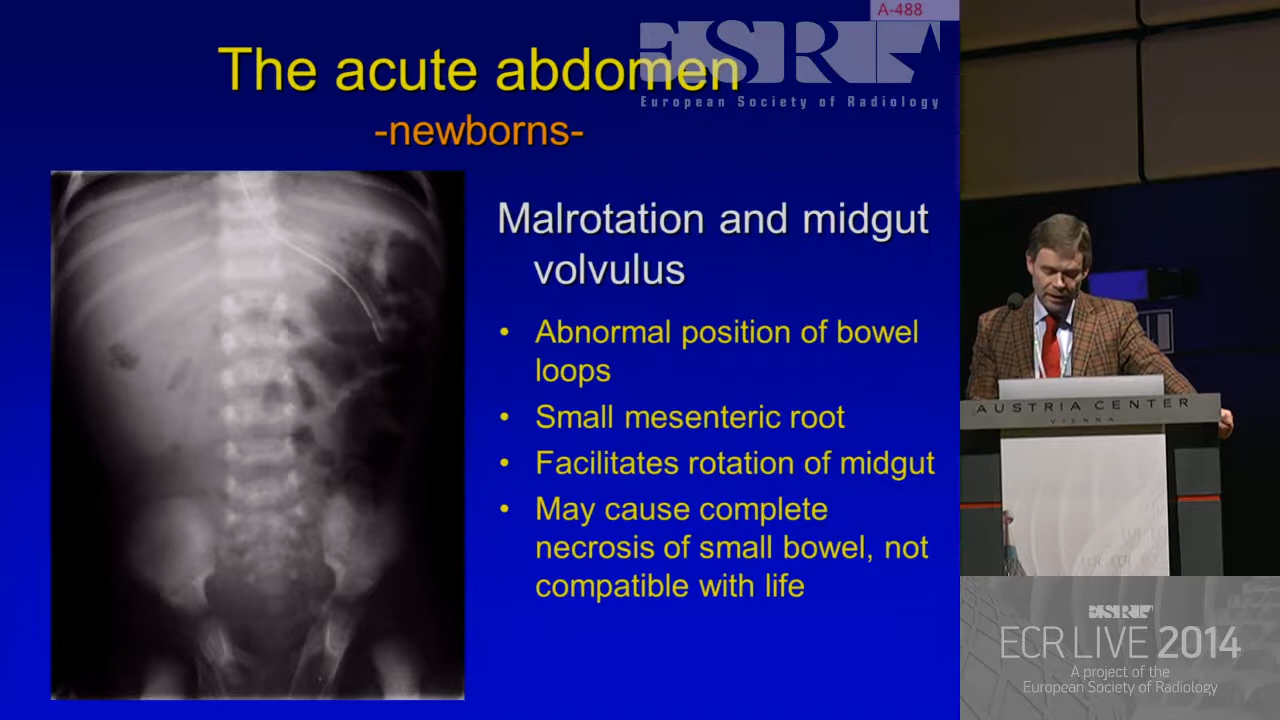 A-488
The acute abdomen
ESR
European Society of Radiology
-newborns-
Malrotation and midgut
volvulus
• Abnormal position of bowel
loops
• Small mesenteric root
• Facilitates rotation of midgut
• May cause complete
necrosis of small bowel, not
compatible with life
AUSTRIA CENTER
VIENNA
ESR
ECR LIVE 2014
A project of the
European Society of Radiology